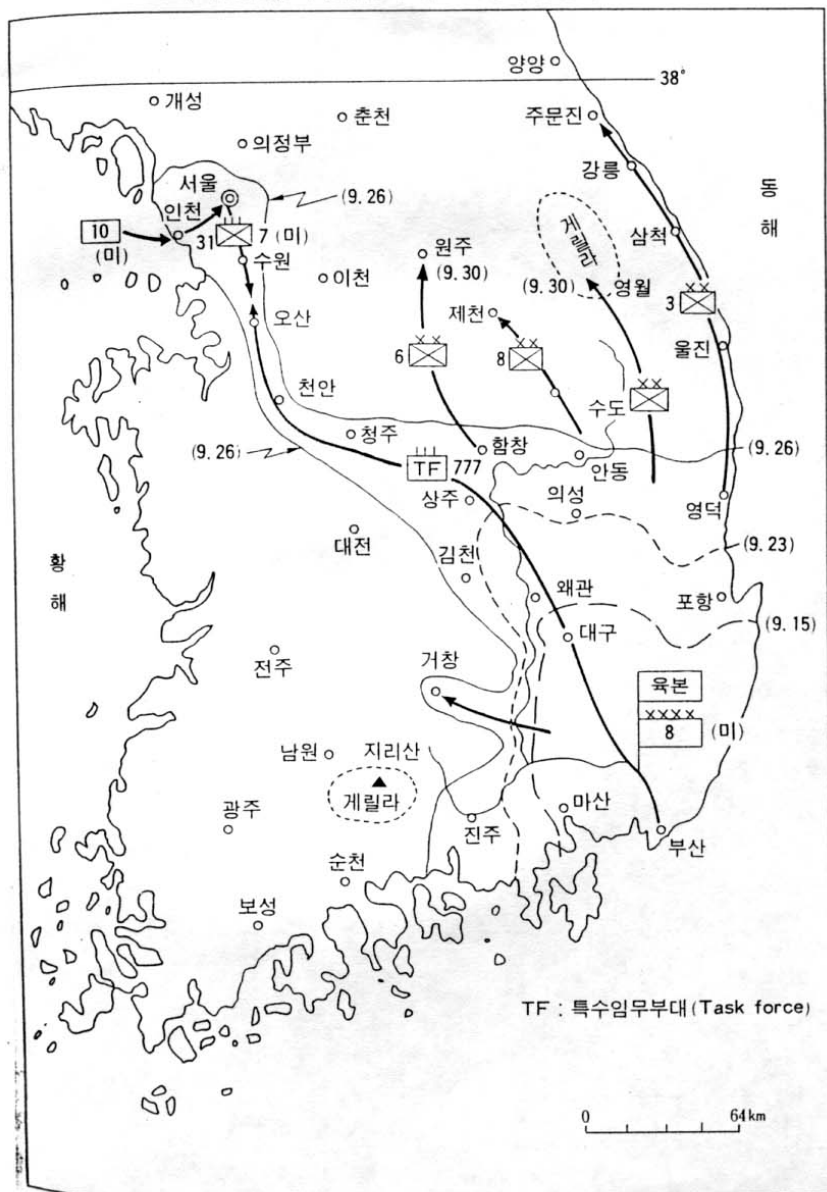 양양
38°
개성
춘천
주문진
의정부
강릉
동해
서울
(9.26)
인천
게릴라
10
(미)
31
7 (미)
삼척
원주
(9.30)
수원
이천
(9.30)
영월
3
제천
오산
울진
6
8
천안
수도
청주
(9.26)
함창
(9.26)
TF 777
안동
상주
의성
영덕
대전
(9.23)
김천
황해
왜관
포항
대구
(9.15)
거창
전주
육본
8 (미)
남원
지리산
게릴라
마산
광주
진주
부산
순천
보성
TF : 특수임무부대(Task force)
0 64km